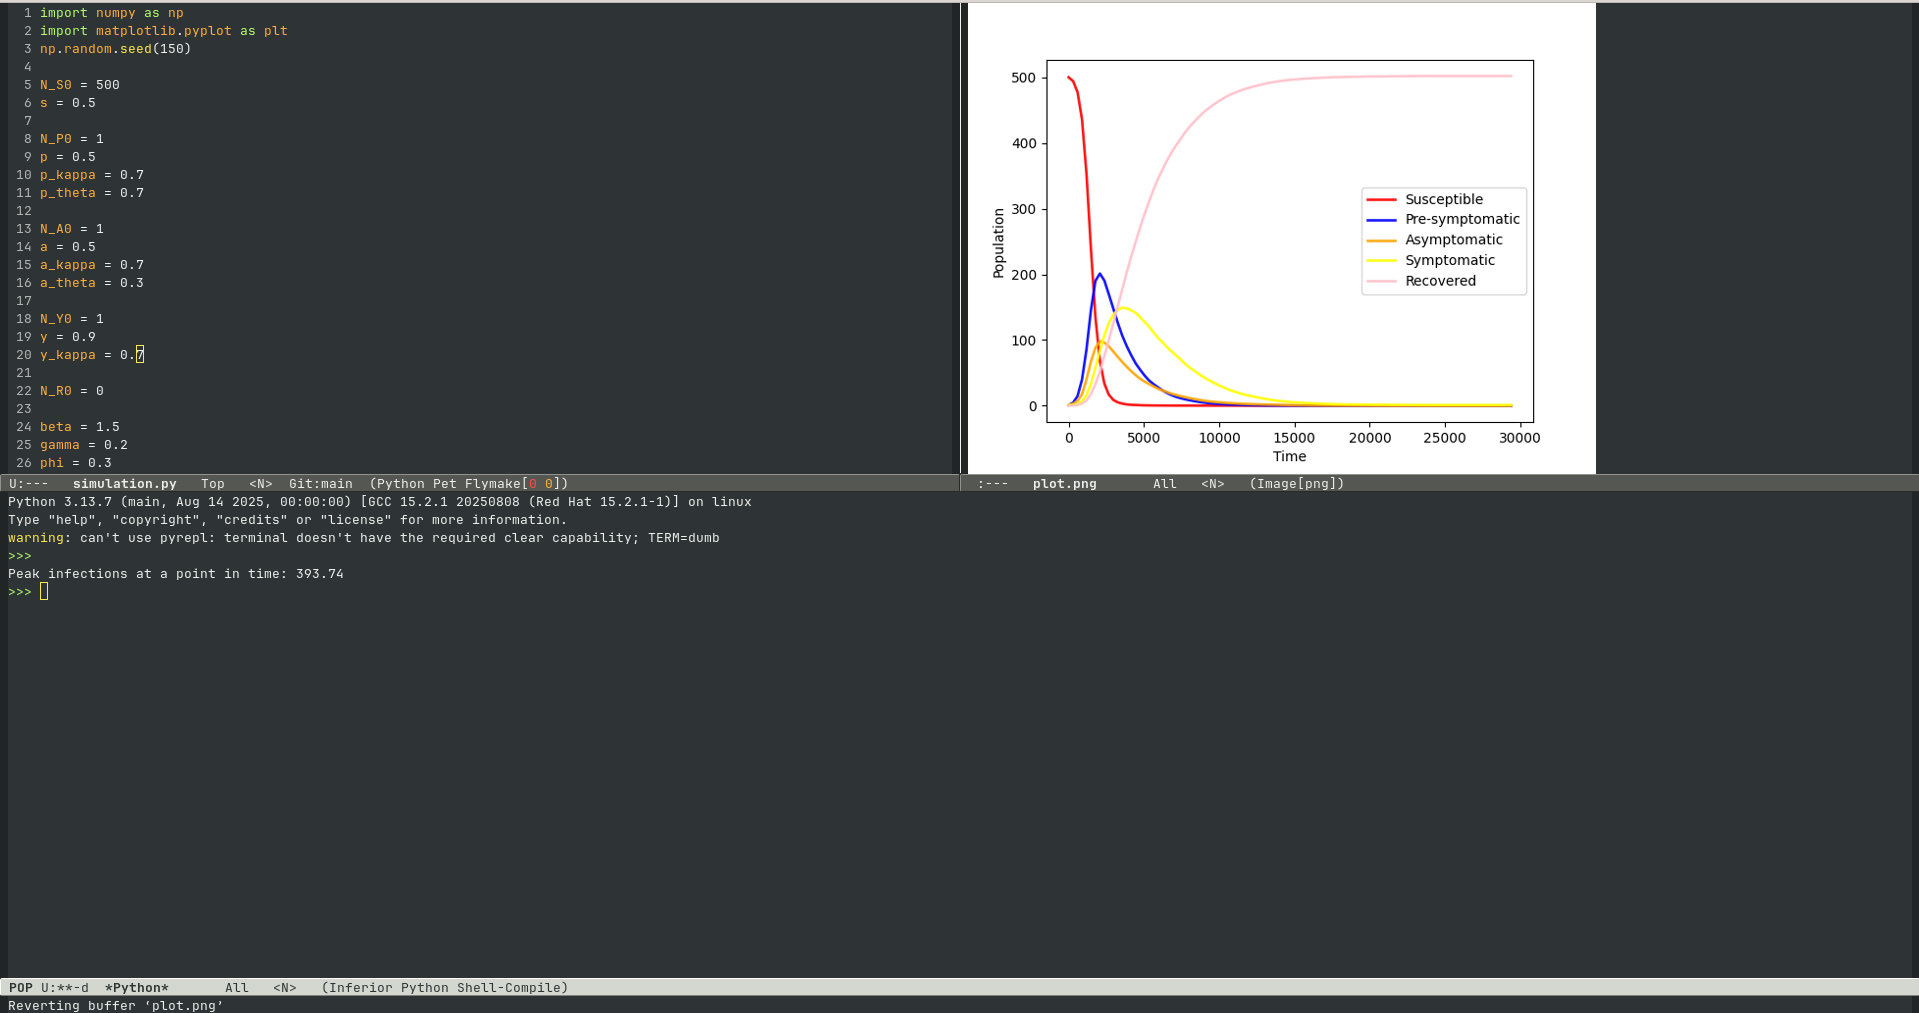 1 import numpy as np
2 import matplotlib.pyplot as plt
3 np.random.seed(150)
4
5 N_S0 = 500
6 s = 0.5
7
8 N_P0 = 1
9 p = 0.5
10 p_kappa = 0.7
11 p_theta = 0.7
12
13 N_A0 = 1
14 a = 0.5
15 a_kappa = 0.7
16 a_theta = 0.3
17
18 N_Y0 = 1
19 y = 0.9
20 y_kappa = 0.7
21
22 N_R0 = 0
23
24 beta = 1.5
25 gamma = 0.2
26 phi = 0.3
U:--- simulation.py Top <N> Git:main (Python Pet Flymake[0 0])
500
400
300
200
100
0
Population
Susceptible
Pre-symptomatic
Asymptomatic
Symptomatic
Recovered
0 5000 10000 15000 20000 25000 30000
Time
:--- plot.png All <N> (Image[png])
Python 3.13.7 (main, Aug 14 2025, 00:00:00) [GCC 15.2.1 20250808 (Red Hat 15.2.1-1)] on linux
Type "help", "copyright", "credits" or "license" for more information.
warning: can't use pyrepl: terminal doesn't have the required clear capability; TERM=dumb
>>>
Peak infections at a point in time: 393.74
>>>
POP U:**-d *Python* All <N> (Inferior Python Shell-Compile)
Reverting buffer ‘plot.png’